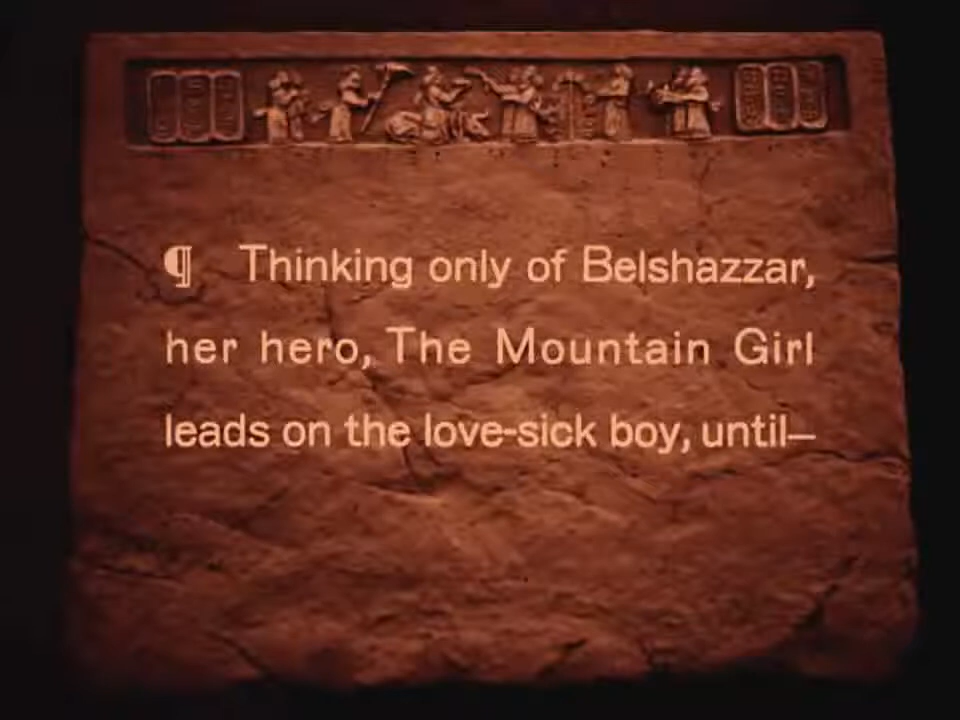 ¶ Thinking only of Belshazzar,
her hero, The Mountain Girl
leads on the love-sick boy, until—